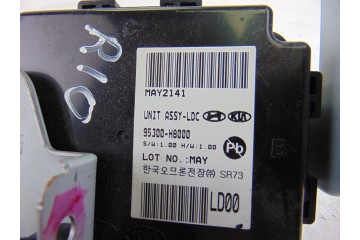 RIO
MAY2141
UNIT ASSY-LDC
KIA
95300-H8000
S/W:1.00 H/W:1.00
Pb
LOT NO.:MAY
한국오므론전장㈜ SR73
LD00
B